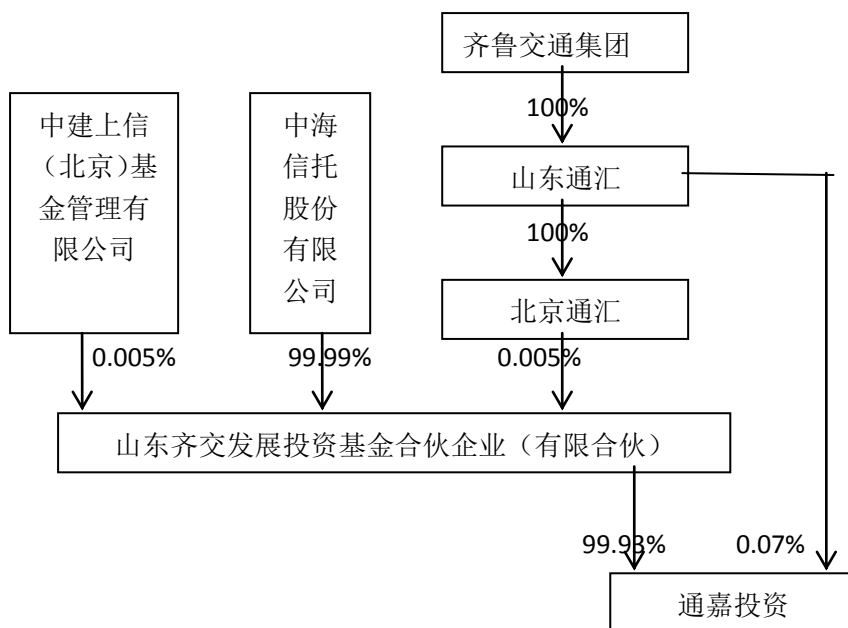 齐鲁交通集团
100%
中建上信
（北京）基
金管理有
限公司
中海
信托
股份
有限
公司
山东通汇
100%
北京通汇
0.005%
99.99%
0.005%
山东齐交发展投资基金合伙企业（有限合伙）
99.93%
0.07%
通嘉投资